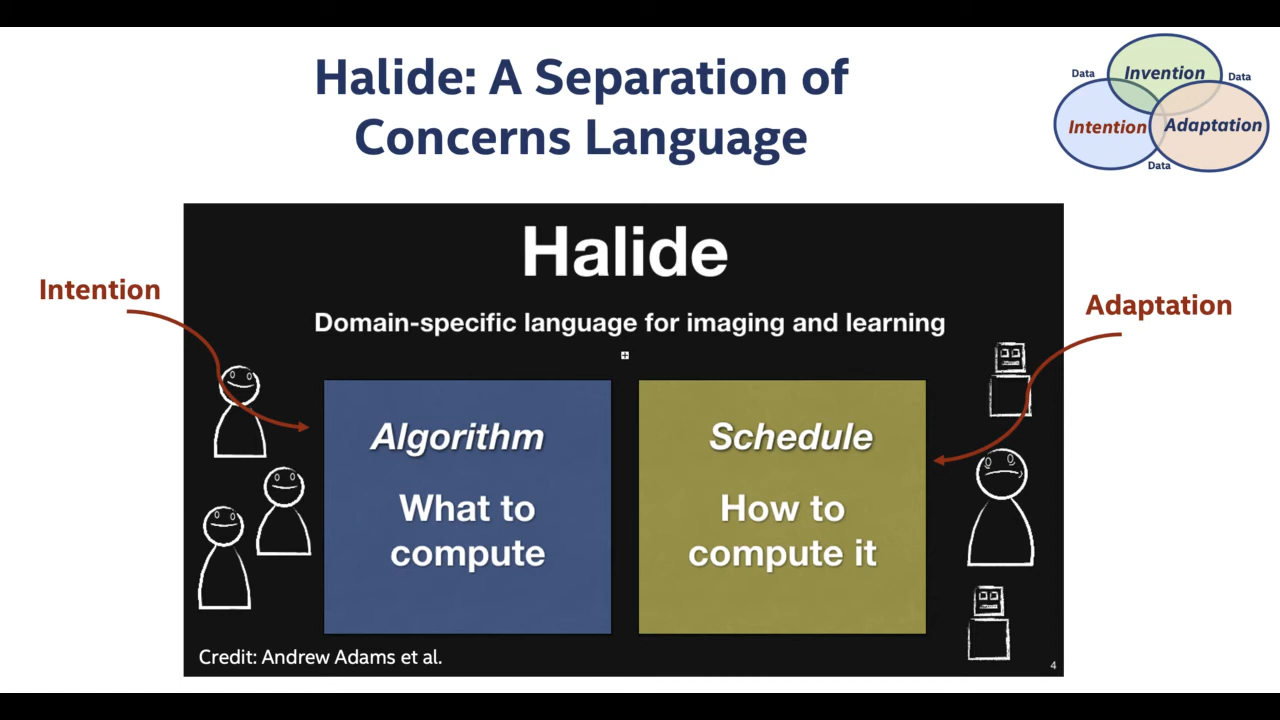 Halide: A Separation of
Concerns Language
Data
Invention
Data
Intention
Adaptation
Data
Halide
Domain-specific language for imaging and learning
Intention
Adaptation
Algorithm
What to
compute
Schedule
How to
compute it
Credit: Andrew Adams et al.
4